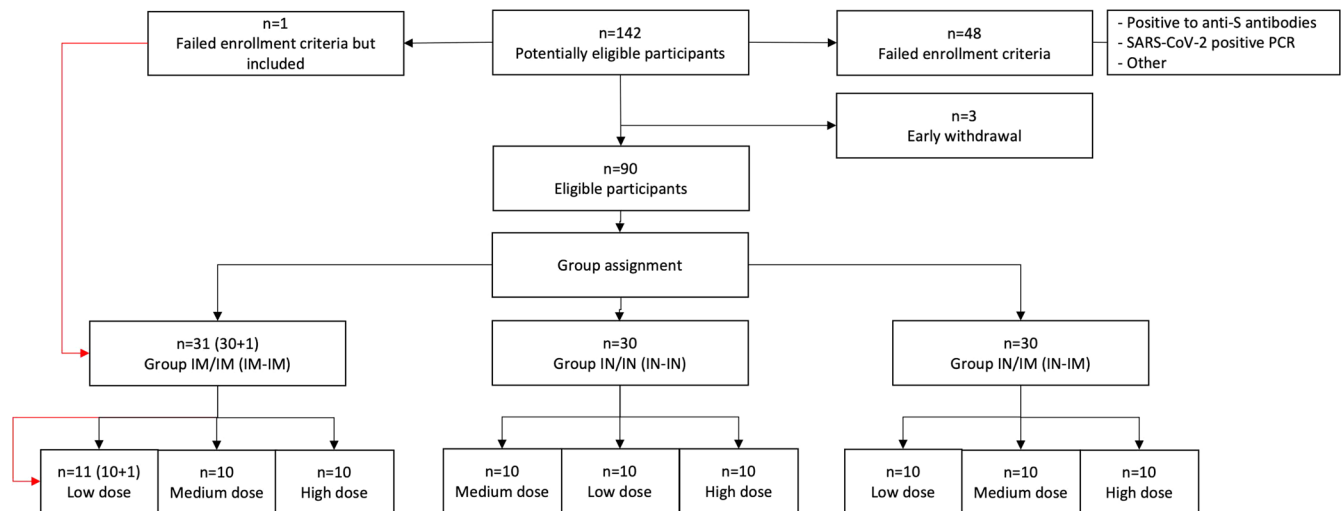 n=1
Failed enrollment criteria but
included
n=142
Potentially eligible participants
n=48
Failed enrollment criteria
- Positive to anti-S antibodies
- SARS-CoV-2 positive PCR
- Other
n=3
Early withdrawal
n=90
Eligible participants
Group assignment
n=31 (30+1)
Group IM/IM (IM-IM)
n=30
Group IN/IN (IN-IN)
n=30
Group IN/IM (IN-IM)
n=11 (10+1)
Low dose
n=10
Medium dose
n=10
High dose
n=10
Medium dose
n=10
Low dose
n=10
High dose
n=10
Low dose
n=10
Medium dose
n=10
High dose